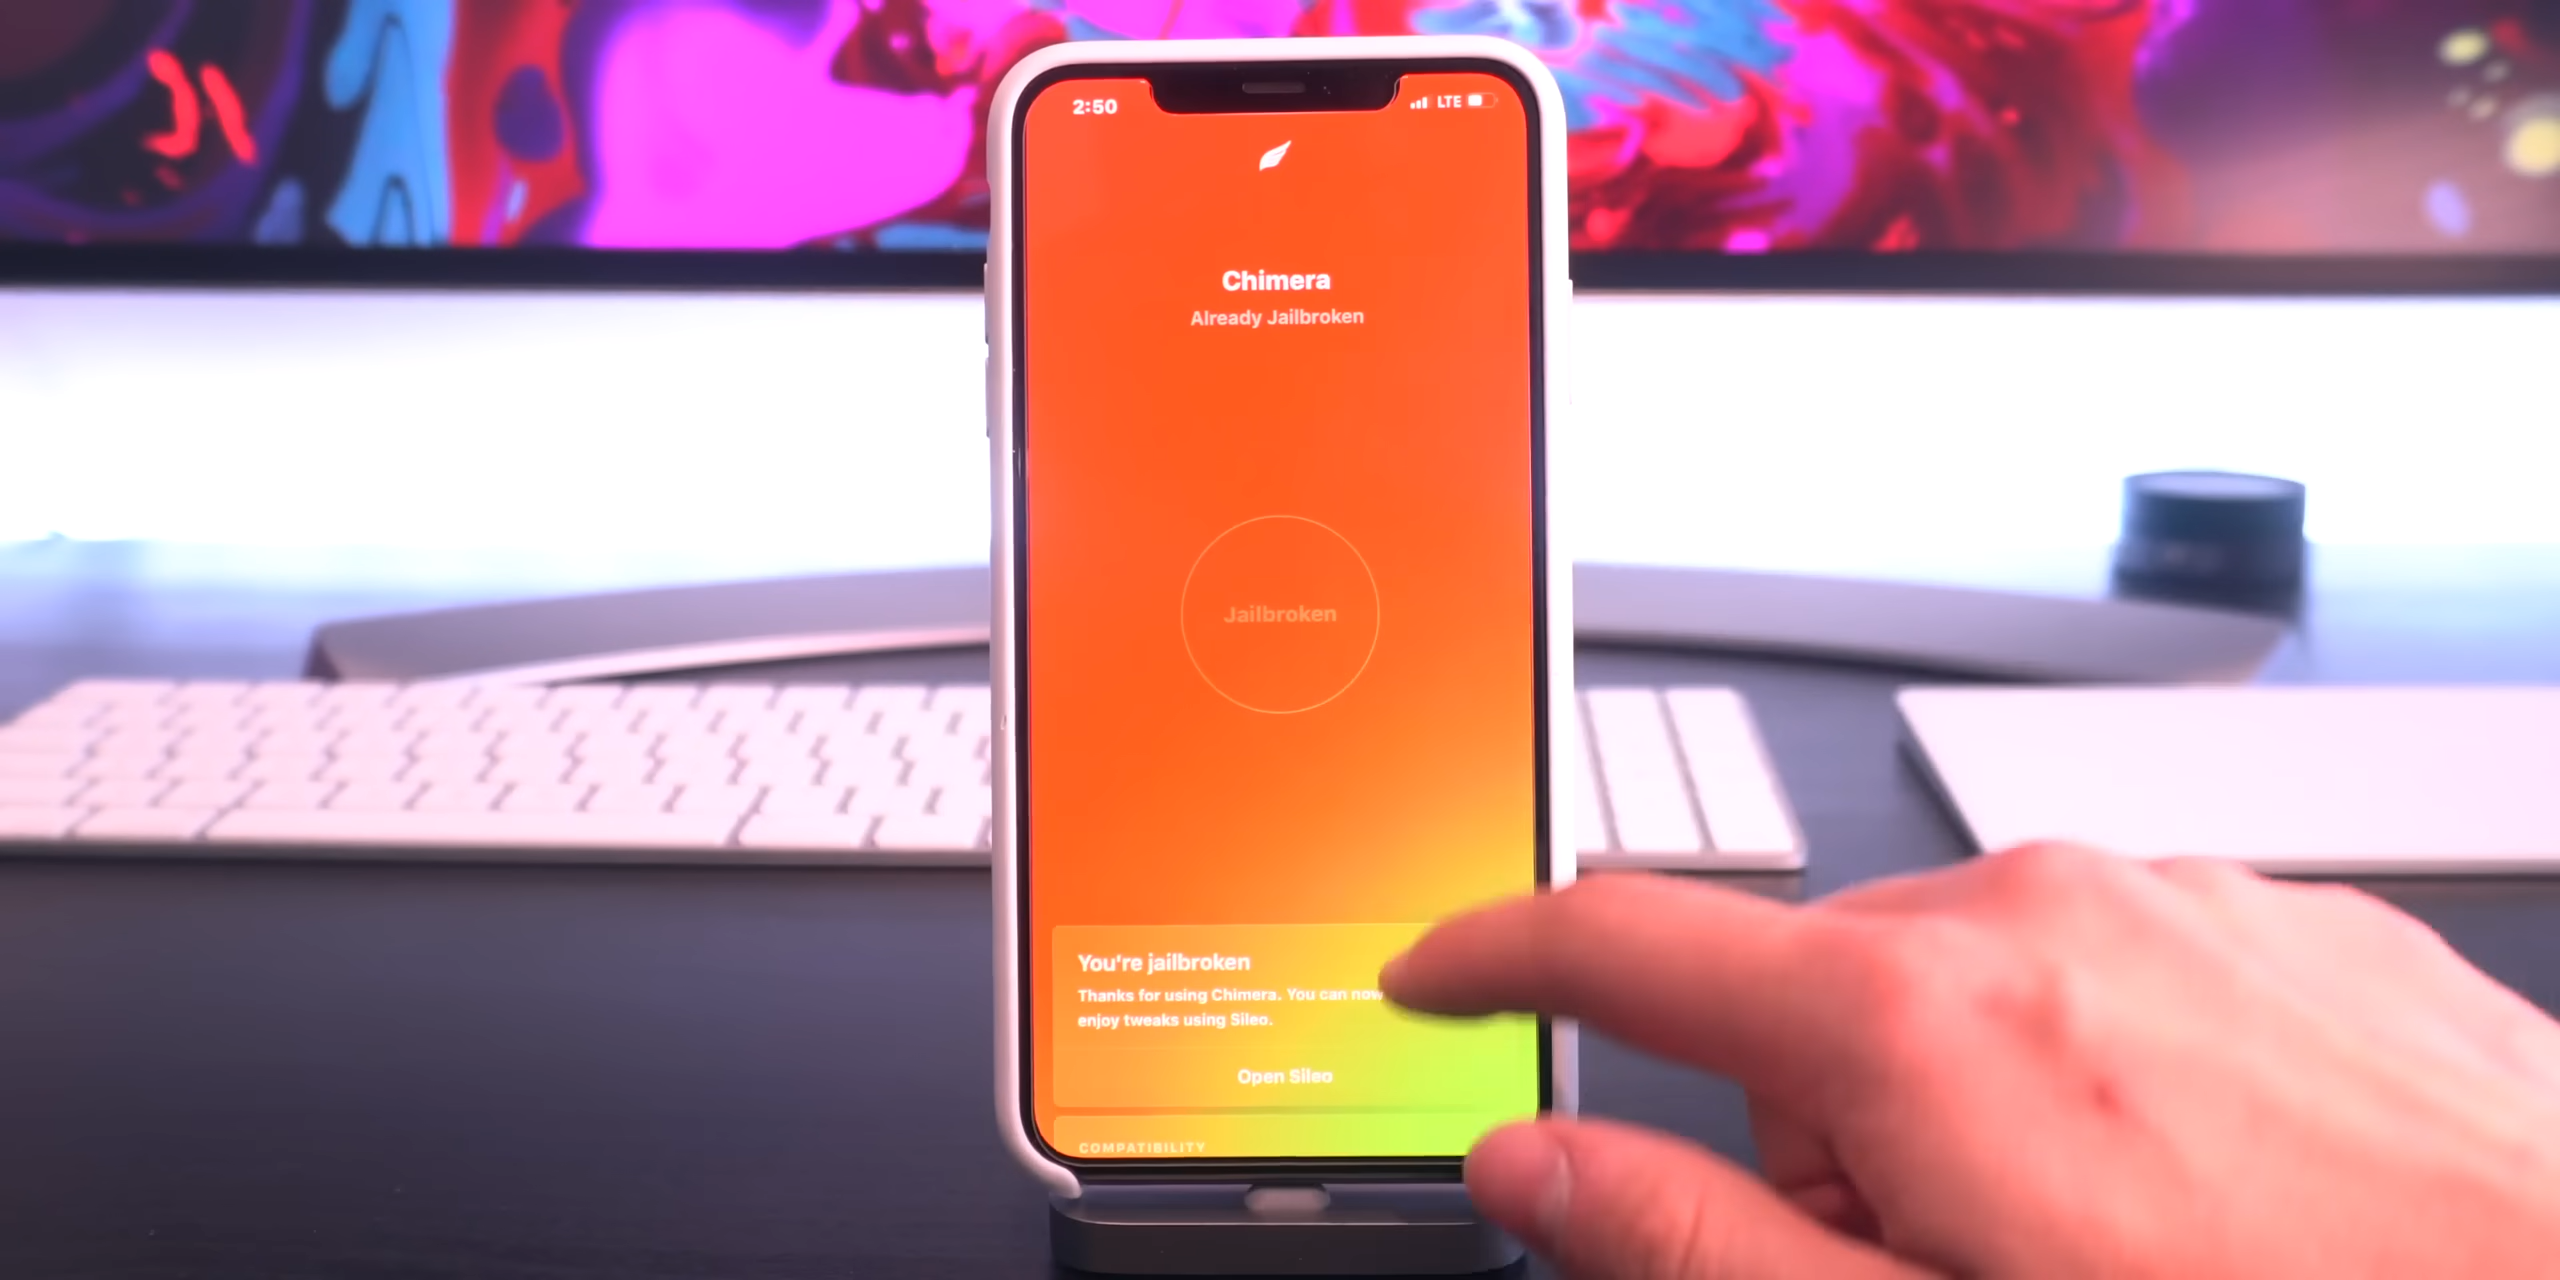 2:50
LTE
Chimera
Already Jailbroken
Jailbroken
You're jailbroken
Thanks for using Chimera. You can now
enjoy tweaks using Sileo.
Open Sileo
COMPATIBILITY